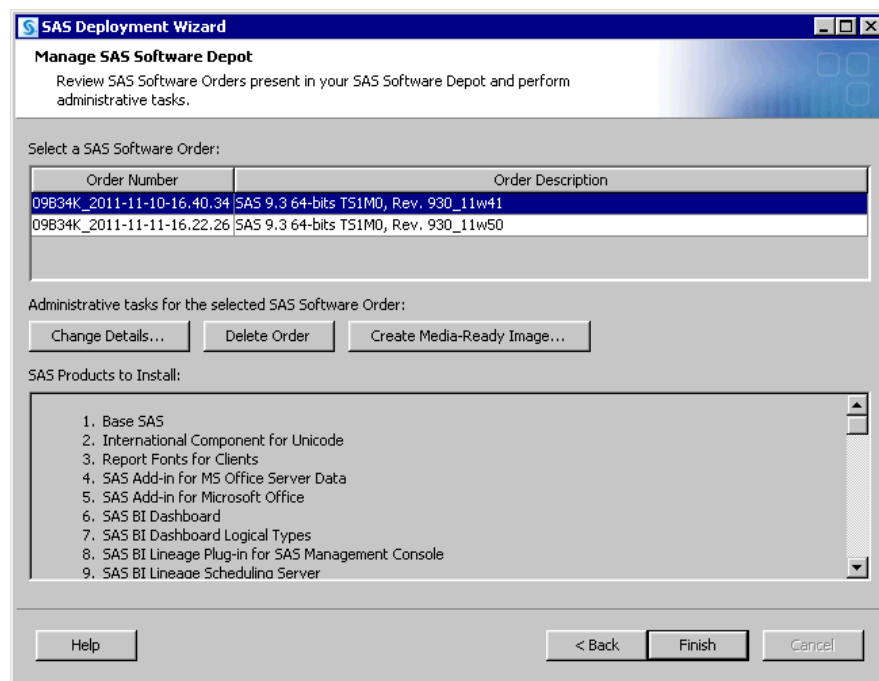 SAS Deployment Wizard
Manage SAS Software Depot
Review SAS Software Orders present in your SAS Software Depot and perform
administrative tasks.
Select a SAS Software Order:
Order Number Order Description
09B34K_2011-11-10-16.40.34 SAS 9.3 64-bits TS1M0, Rev. 930_11w41
09B34K_2011-11-11-16.22.26 SAS 9.3 64-bits TS1M0, Rev. 930_11w50
Administrative tasks for the selected SAS Software Order:
Change Details... Delete Order Create Media-Ready Image...
SAS Products to Install:
1. Base SAS
2. International Component for Unicode
3. Report Fonts for Clients
4. SAS Add-in for MS Office Server Data
5. SAS Add-in for Microsoft Office
6. SAS BI Dashboard
7. SAS BI Dashboard Logical Types
8. SAS BI Lineage Plug-in for SAS Management Console
9. SAS BI Lineage Scheduling Server
Help < Back Finish Cancel